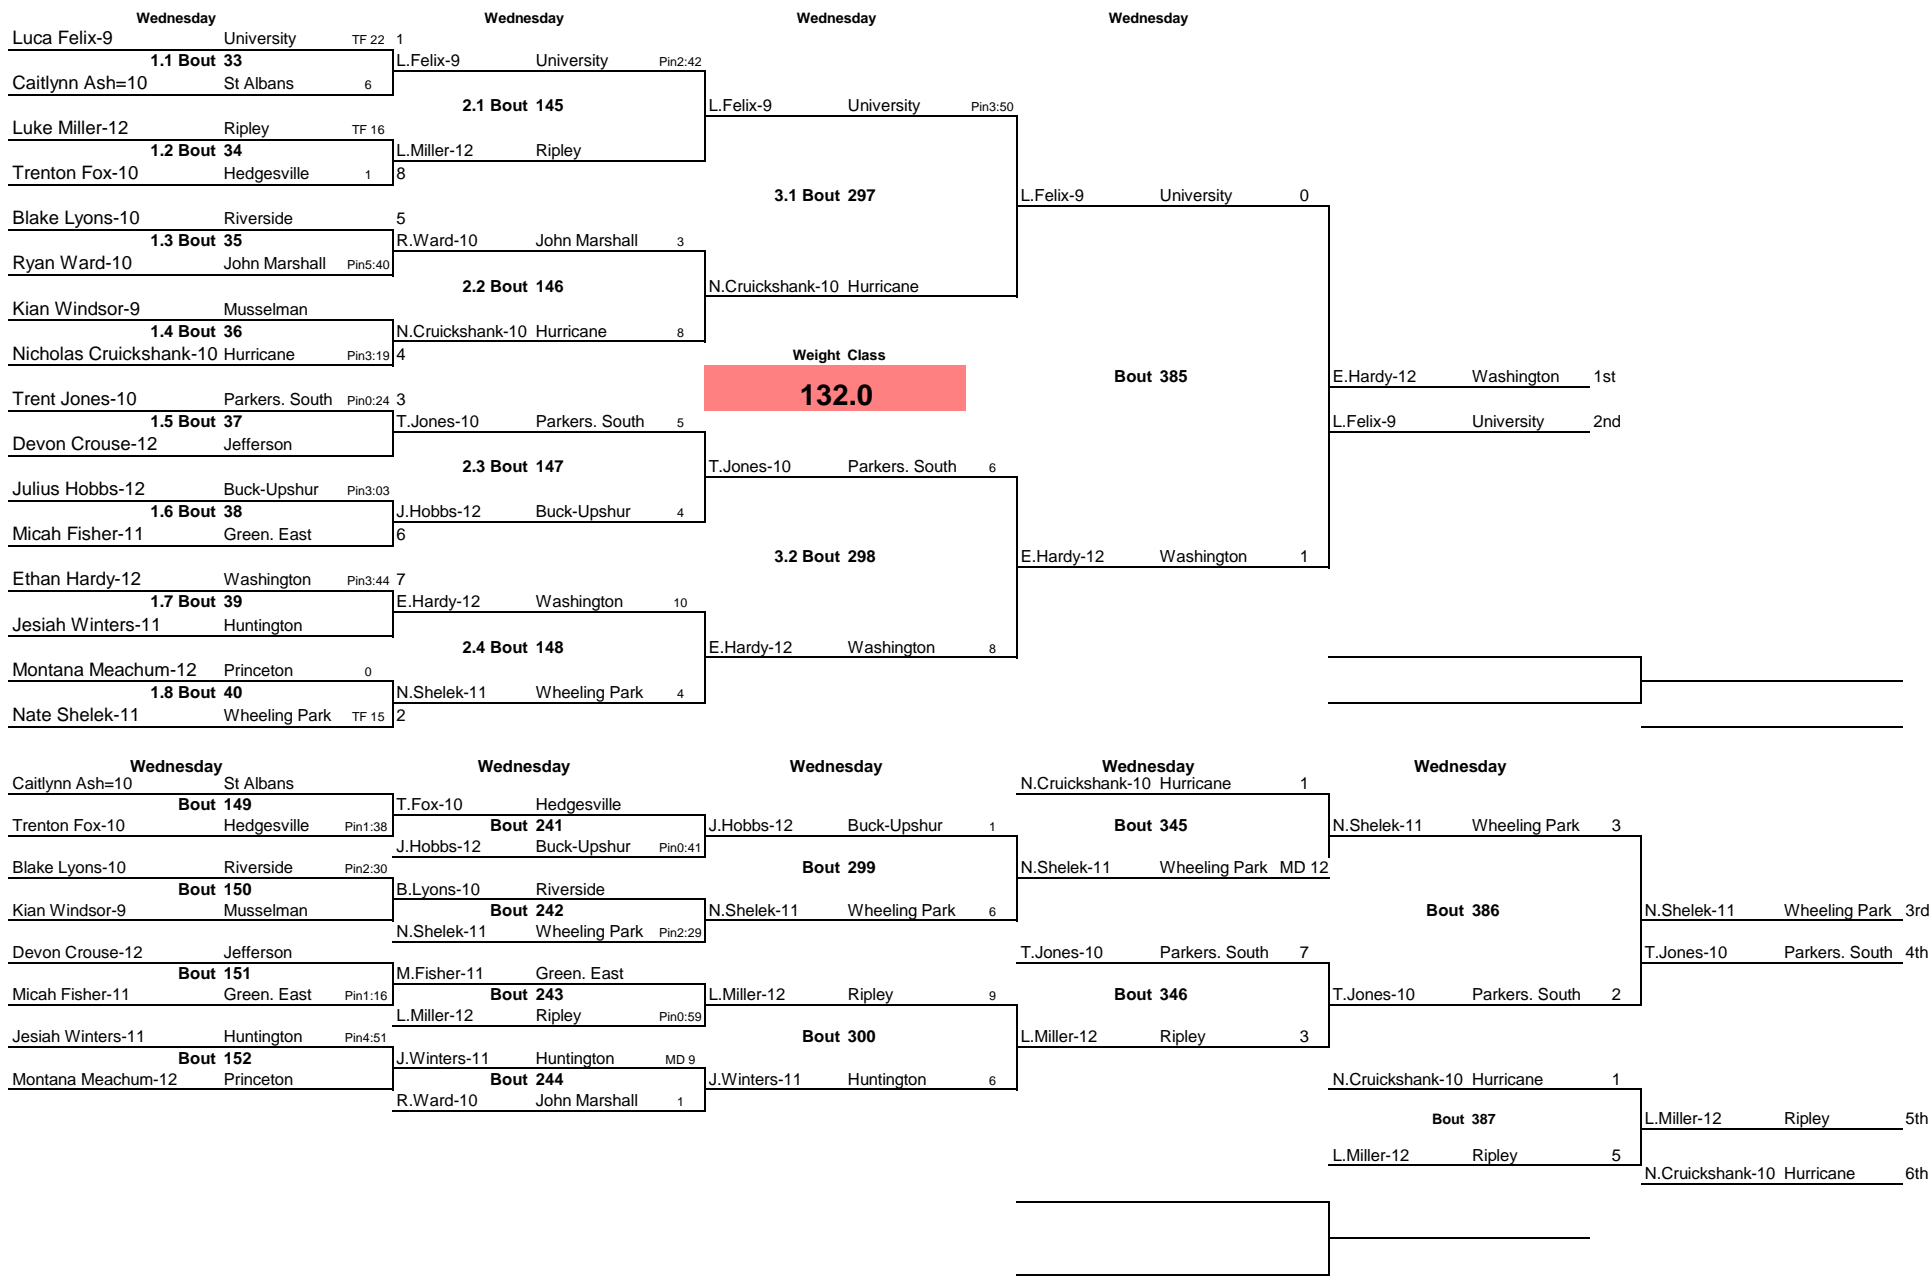 Wednesday Wednesday Wednesday Wednesday
Luca Felix-9 University TF 22 1
1.1 Bout 33 L.Felix-9 University Pin2:42
Caitlynn Ash=10 St Albans 6
2.1 Bout 145 L.Felix-9 University Pin3:50
Luke Miller-12 Ripley TF 16
1.2 Bout 34 L.Miller-12 Ripley
Trenton Fox-10 Hedgesville 1 8
3.1 Bout 297 L.Felix-9 University 0
Blake Lyons-10 Riverside 5
1.3 Bout 35 R.Ward-10 John Marshall 3
Ryan Ward-10 John Marshall Pin5:40
2.2 Bout 146 N.Cruickshank-10 Hurricane
Kian Windsor-9 Musselman
1.4 Bout 36 N.Cruickshank-10 Hurricane 8
Nicholas Cruickshank-10 Hurricane Pin3:19 4 Weight Class
Bout 385 E.Hardy-12 Washington 1st
Trent Jones-10 Parkers. South Pin0:24 3 132.0
1.5 Bout 37 T.Jones-10 Parkers. South 5 L.Felix-9 University 2nd
Devon Crouse-12 Jefferson
2.3 Bout 147 T.Jones-10 Parkers. South 6
Julius Hobbs-12 Buck-Upshur Pin3:03
1.6 Bout 38 J.Hobbs-12 Buck-Upshur 4
Micah Fisher-11 Green. East 6
3.2 Bout 298 E.Hardy-12 Washington 1
Ethan Hardy-12 Washington Pin3:44 7
1.7 Bout 39 E.Hardy-12 Washington 10
Jesiah Winters-11 Huntington
2.4 Bout 148 E.Hardy-12 Washington 8
Montana Meachum-12 Princeton 0
1.8 Bout 40 N.Shelek-11 Wheeling Park 4
Nate Shelek-11 Wheeling Park TF 15 2
Wednesday Wednesday Wednesday Wednesday Wednesday
Caitlynn Ash=10 St Albans N.Cruickshank-10 Hurricane 1
Bout 149 T.Fox-10 Hedgesville
Trenton Fox-10 Hedgesville Pin1:38 Bout 241 J.Hobbs-12 Buck-Upshur 1 Bout 345 N.Shelek-11 Wheeling Park 3
J.Hobbs-12 Buck-Upshur Pin0:41
Blake Lyons-10 Riverside Pin2:30 Bout 299 N.Shelek-11 Wheeling Park MD 12
Bout 150 B.Lyons-10 Riverside
Kian Windsor-9 Musselman Bout 242 N.Shelek-11 Wheeling Park 6 Bout 386 N.Shelek-11 Wheeling Park 3rd
N.Shelek-11 Wheeling Park Pin2:29
Devon Crouse-12 Jefferson T.Jones-10 Parkers. South 7 T.Jones-10 Parkers. South 4th
Bout 151 M.Fisher-11 Green. East
Micah Fisher-11 Green. East Pin1:16 Bout 243 L.Miller-12 Ripley 9 Bout 346 T.Jones-10 Parkers. South 2
L.Miller-12 Ripley Pin0:59
Jesiah Winters-11 Huntington Pin4:51 Bout 300 L.Miller-12 Ripley 3
Bout 152 J.Winters-11 Huntington MD 9
Montana Meachum-12 Princeton Bout 244 J.Winters-11 Huntington 6 N.Cruickshank-10 Hurricane 1
R.Ward-10 John Marshall 1
Bout 387 L.Miller-12 Ripley 5th
L.Miller-12 Ripley 5
N.Cruickshank-10 Hurricane 6th